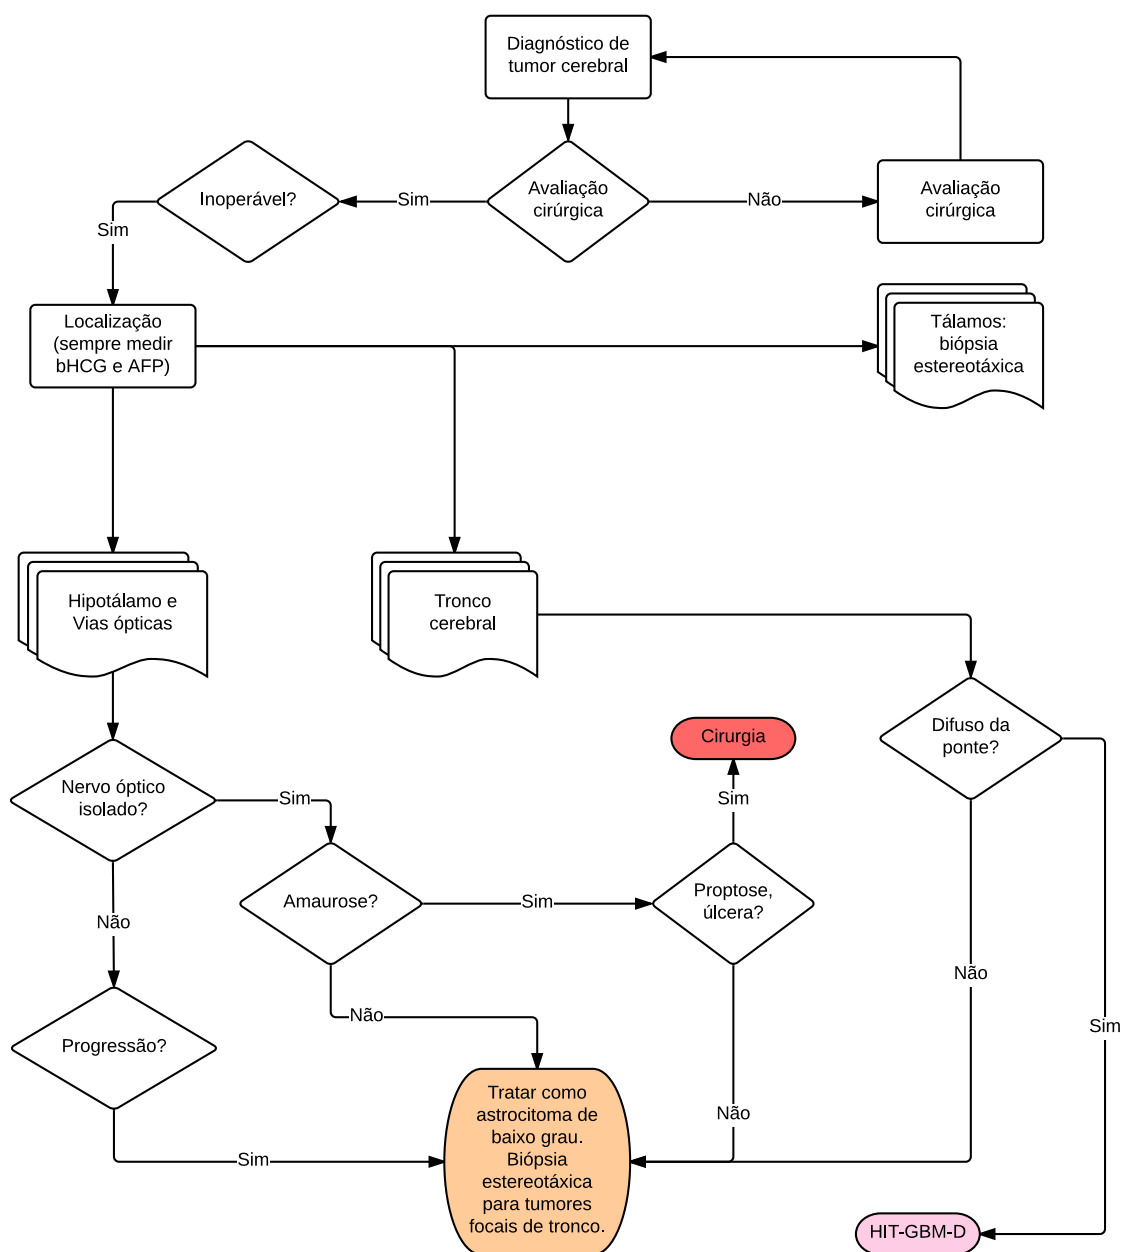 Diagnóstico de
tumor cerebral
Inoperável?
Sim
Avaliação
cirúrgica
Não
Avaliação
cirúrgica
Sim
Localização
(sempre medir
bHCG e AFP)
Tálamos:
biópsia
estereotáxica
Hipotálamo e
Vias ópticas
Tronco
cerebral
Cirurgia
Difuso da
ponte?
Nervo óptico
isolado?
Sim
Sim
Amaurose?
Sim
Proptose,
úlcera?
Não
Não
Não
Progressão?
Sim
Tratar como
astrocitoma de
baixo grau.
Biópsia
estereotáxica
para tumores
focais de tronco.
Não
Sim
HIT-GBM-D